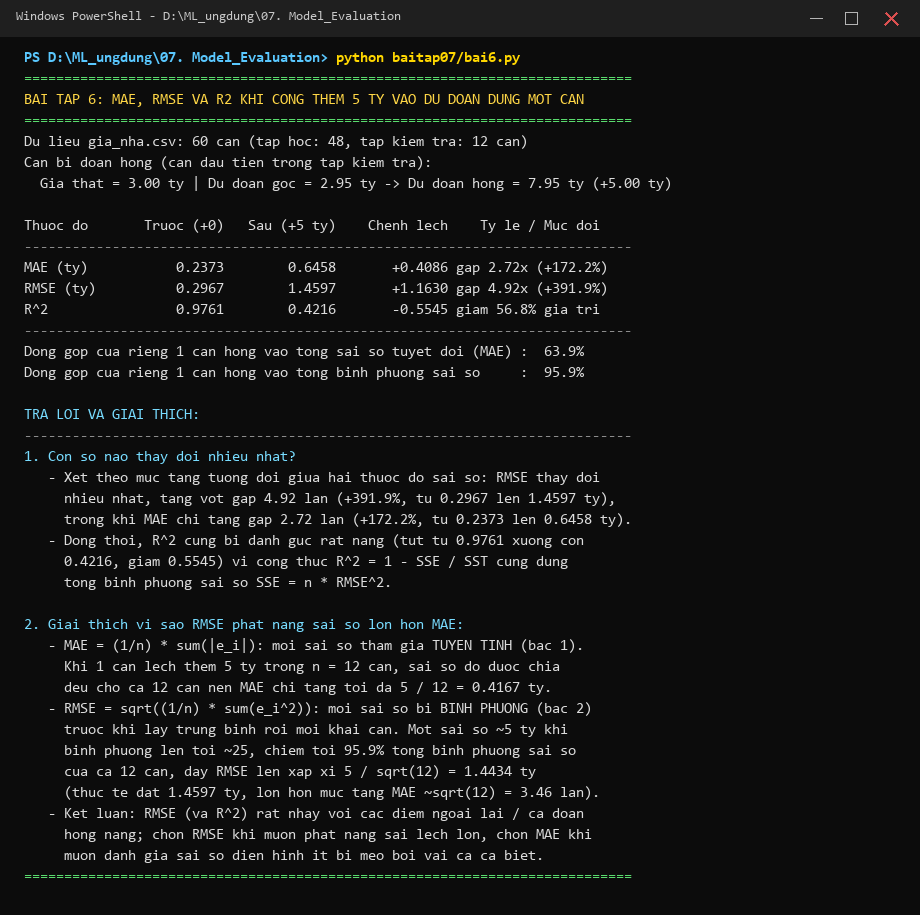 Windows PowerShell - D:\ML_ungdung\07. Model_Evaluation
PS D:\ML_ungdung\07. Model_Evaluation> python baitap07/bai6.py
============================================================================
BAI TAP 6: MAE, RMSE VA R2 KHI CONG THEM 5 TY VAO DU DOAN DUNG MOT CAN
============================================================================
Du lieu gia_nha.csv: 60 can (tap hoc: 48, tap kiem tra: 12 can)
Can bi doan hong (can dau tien trong tap kiem tra):
  Gia that = 3.00 ty | Du doan goc = 2.95 ty -> Du doan hong = 7.95 ty (+5.00 ty)
Thuoc do       Truoc (+0)   Sau (+5 ty)    Chenh lech    Ty le / Muc doi
----------------------------------------------------------------------------
MAE (ty)           0.2373        0.6458       +0.4086 gap 2.72x (+172.2%)
RMSE (ty)          0.2967        1.4597       +1.1630 gap 4.92x (+391.9%)
R^2                0.9761        0.4216       -0.5545 giam 56.8% gia tri
----------------------------------------------------------------------------
Dong gop cua rieng 1 can hong vao tong sai so tuyet doi (MAE) :  63.9%
Dong gop cua rieng 1 can hong vao tong binh phuong sai so     :  95.9%
TRA LOI VA GIAI THICH:
----------------------------------------------------------------------------
1. Con so nao thay doi nhieu nhat?
   - Xet theo muc tang tuong doi giua hai thuoc do sai so: RMSE thay doi
     nhieu nhat, tang vot gap 4.92 lan (+391.9%, tu 0.2967 len 1.4597 ty),
     trong khi MAE chi tang gap 2.72 lan (+172.2%, tu 0.2373 len 0.6458 ty).
   - Dong thoi, R^2 cung bi danh guc rat nang (tut tu 0.9761 xuong con
     0.4216, giam 0.5545) vi cong thuc R^2 = 1 - SSE / SST cung dung
     tong binh phuong sai so SSE = n * RMSE^2.
2. Giai thich vi sao RMSE phat nang sai so lon hon MAE:
   - MAE = (1/n) * sum(|e_i|): moi sai so tham gia TUYEN TINH (bac 1).
     Khi 1 can lech them 5 ty trong n = 12 can, sai so do duoc chia
     deu cho ca 12 can nen MAE chi tang toi da 5 / 12 = 0.4167 ty.
   - RMSE = sqrt((1/n) * sum(e_i^2)): moi sai so bi BINH PHUONG (bac 2)
     truoc khi lay trung binh roi moi khai can. Mot sai so ~5 ty khi
     binh phuong len toi ~25, chiem toi 95.9% tong binh phuong sai so
     cua ca 12 can, day RMSE len xap xi 5 / sqrt(12) = 1.4434 ty
     (thuc te dat 1.4597 ty, lon hon muc tang MAE ~sqrt(12) = 3.46 lan).
   - Ket luan: RMSE (va R^2) rat nhay voi cac diem ngoai lai / ca doan
     hong nang; chon RMSE khi muon phat nang sai lech lon, chon MAE khi
     muon danh gia sai so dien hinh it bi meo boi vai ca ca biet.
============================================================================